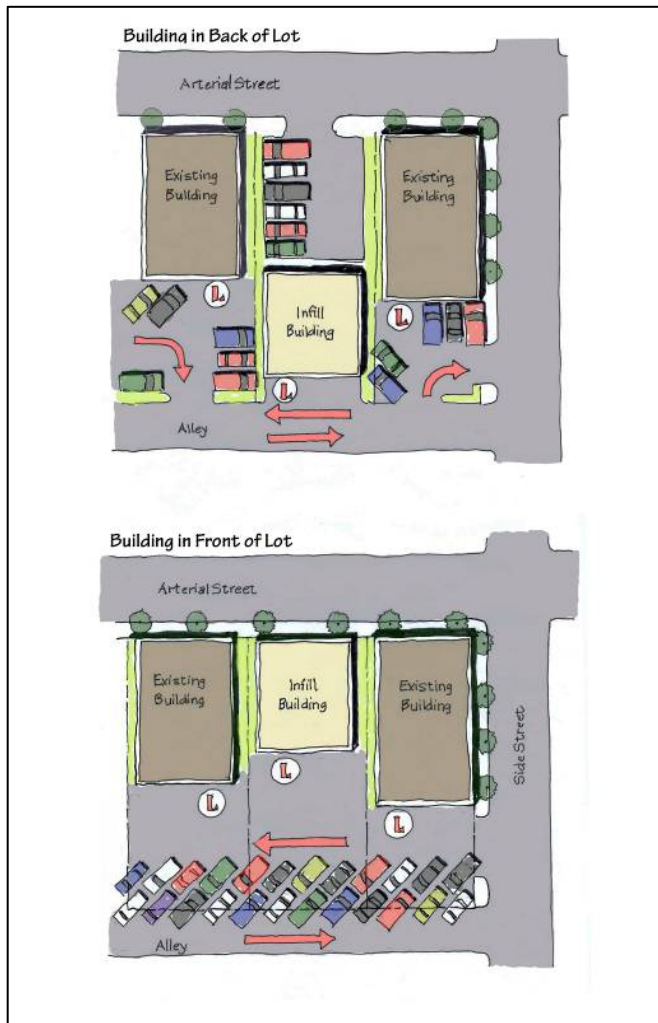 Building in Back of Lot
Arterial Street
Existing
Building
Existing
Building
Infill
Building
L
L
L
Alley
Building in Front of Lot
Arterial Street
Existing
Building
Infill
Building
Existing
Building
Side Street
L
L
L
Alley